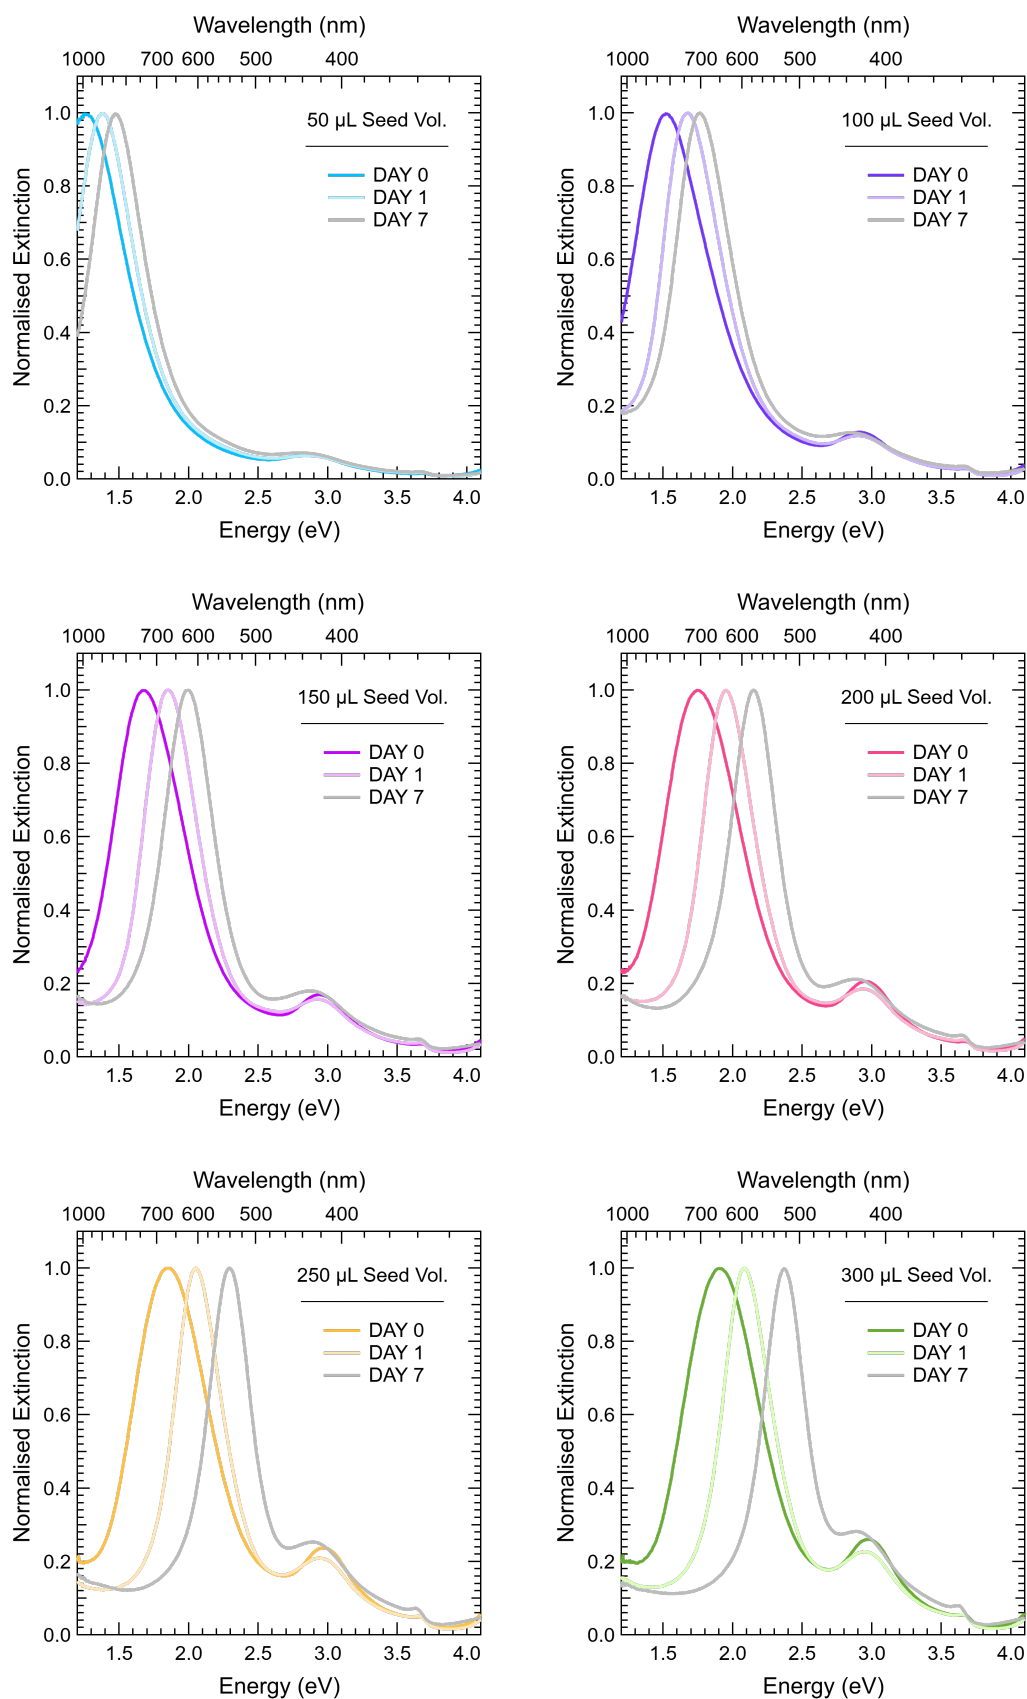 Wavelength (nm)
1000 700 600 500 400
Normalised Extinction
1.0
0.8
0.6
0.4
0.2
0.0
50 µL Seed Vol.
DAY 0
DAY 1
DAY 7
1.5 2.0 2.5 3.0 3.5 4.0
Energy (eV)
Wavelength (nm)
1000 700 600 500 400
Normalised Extinction
1.0
0.8
0.6
0.4
0.2
0.0
100 µL Seed Vol.
DAY 0
DAY 1
DAY 7
1.5 2.0 2.5 3.0 3.5 4.0
Energy (eV)
Wavelength (nm)
1000 700 600 500 400
Normalised Extinction
1.0
0.8
0.6
0.4
0.2
0.0
150 µL Seed Vol.
DAY 0
DAY 1
DAY 7
1.5 2.0 2.5 3.0 3.5 4.0
Energy (eV)
Wavelength (nm)
1000 700 600 500 400
Normalised Extinction
1.0
0.8
0.6
0.4
0.2
0.0
200 µL Seed Vol.
DAY 0
DAY 1
DAY 7
1.5 2.0 2.5 3.0 3.5 4.0
Energy (eV)
Wavelength (nm)
1000 700 600 500 400
Normalised Extinction
1.0
0.8
0.6
0.4
0.2
0.0
250 µL Seed Vol.
DAY 0
DAY 1
DAY 7
1.5 2.0 2.5 3.0 3.5 4.0
Energy (eV)
Wavelength (nm)
1000 700 600 500 400
Normalised Extinction
1.0
0.8
0.6
0.4
0.2
0.0
300 µL Seed Vol.
DAY 0
DAY 1
DAY 7
1.5 2.0 2.5 3.0 3.5 4.0
Energy (eV)